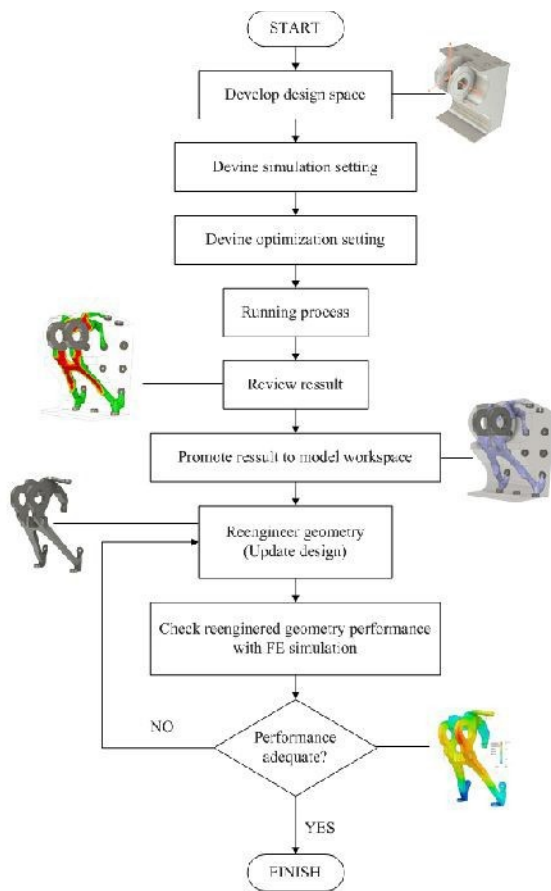 START
Develop design space
Devine simulation setting
Devine optimization setting
Running process
Review ressult
Promote ressult to model workspace
Reengineer geometry
(Update design)
Check reenginered geometry performance
with FE simulation
NO
Performance
adequate?
YES
FINISH